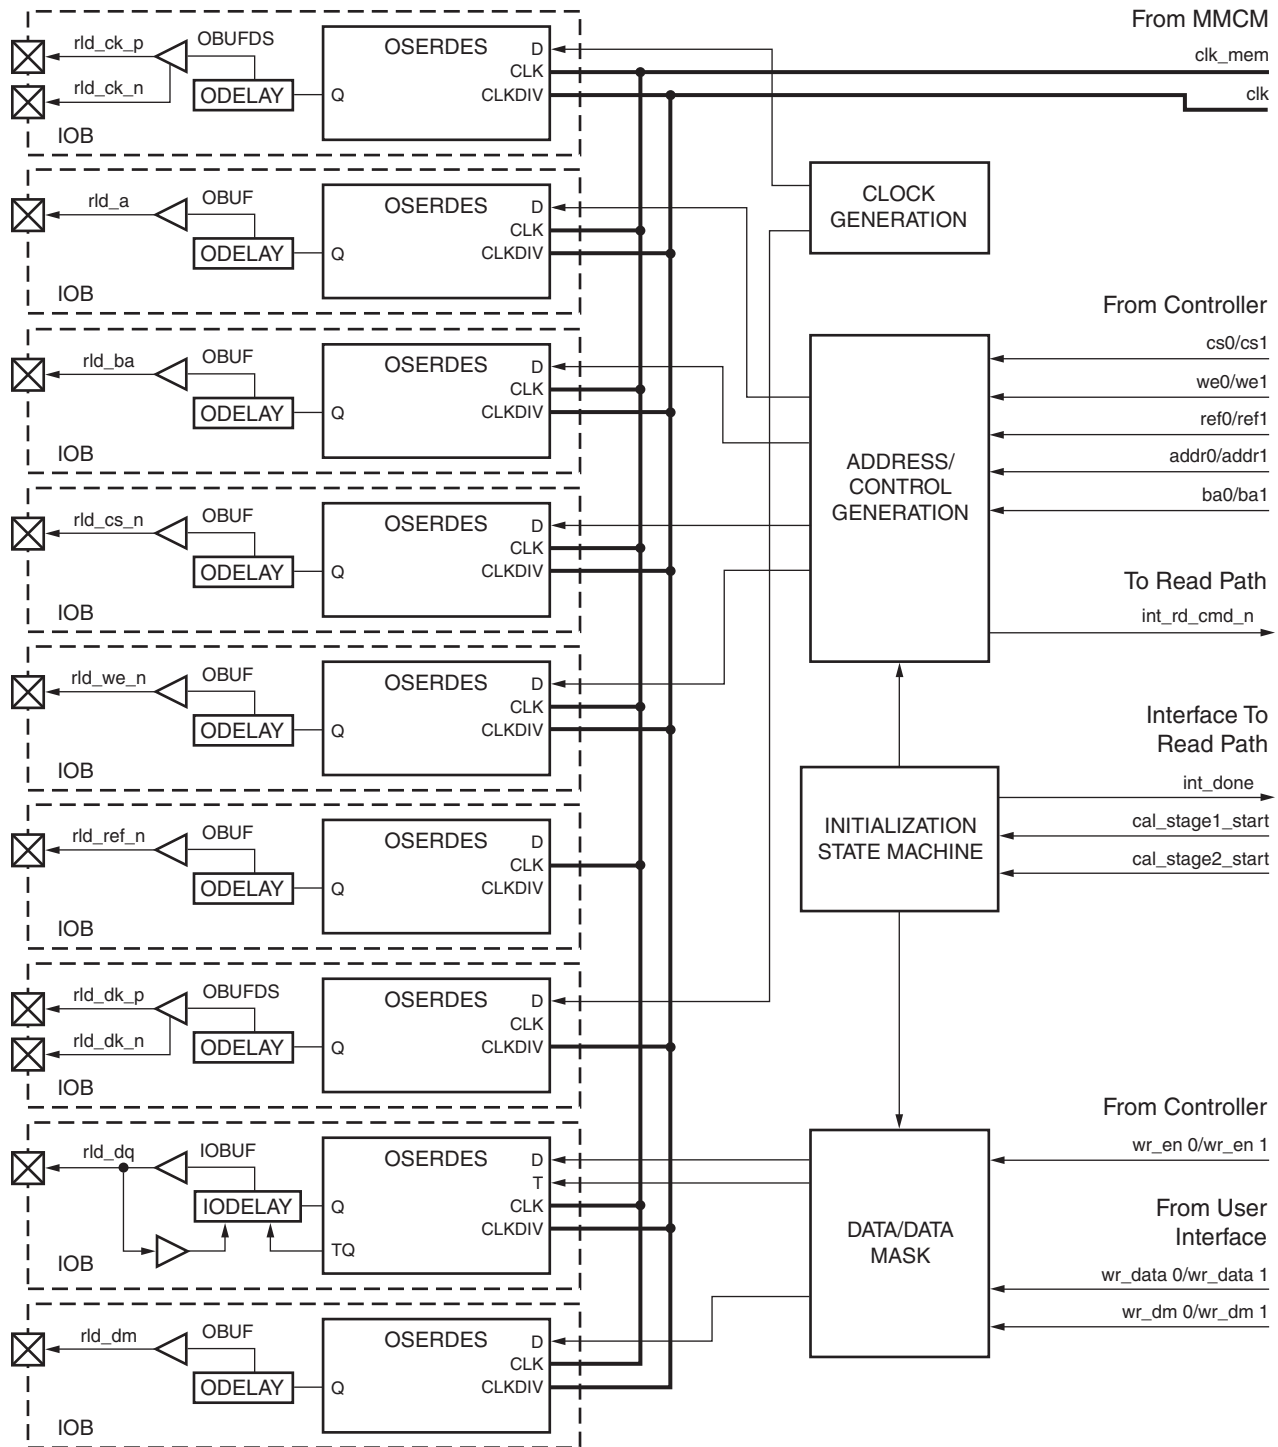 From MMCM
clk_mem
clk
rld_ck_p
OBUFDS
OSERDES
D
CLK
rld_ck_n
ODELAY
Q
CLKDIV
IOB
CLOCK
GENERATION
rld_a
OBUF
OSERDES
D
CLK
ODELAY
Q
CLKDIV
IOB
From Controller
cs0/cs1
we0/we1
ref0/ref1
addr0/addr1
ba0/ba1
rld_ba
OBUF
OSERDES
D
CLK
ODELAY
Q
CLKDIV
IOB
ADDRESS/
CONTROL
GENERATION
rld_cs_n
OBUF
OSERDES
D
CLK
ODELAY
Q
CLKDIV
IOB
To Read Path
int_rd_cmd_n
rld_we_n
OBUF
OSERDES
D
CLK
ODELAY
Q
CLKDIV
IOB
Interface To
Read Path
int_done
cal_stage1_start
cal_stage2_start
INITIALIZATION
STATE MACHINE
rld_ref_n
OBUF
OSERDES
D
CLK
ODELAY
Q
CLKDIV
IOB
rld_dk_p
OBUFDS
OSERDES
D
CLK
rld_dk_n
ODELAY
Q
CLKDIV
IOB
From Controller
wr_en 0/wr_en 1
rld_dq
IOBUF
OSERDES
D
T
IODELAY
Q
CLK
CLKDIV
TQ
IOB
DATA/DATA
MASK
From User
Interface
wr_data 0/wr_data 1
wr_dm 0/wr_dm 1
rld_dm
OBUF
OSERDES
D
CLK
ODELAY
Q
CLKDIV
IOB